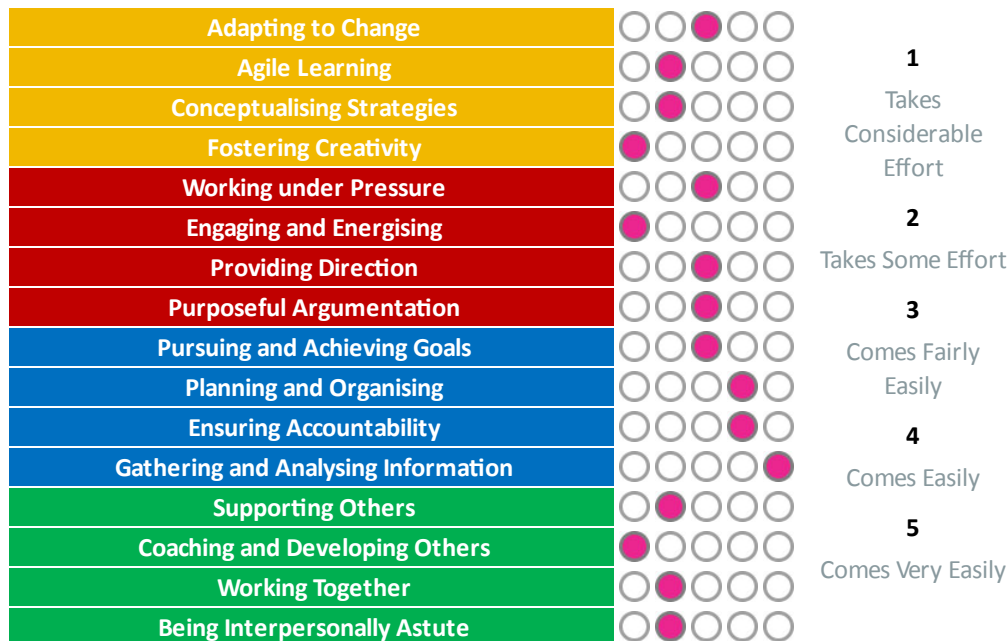 Adapting to Change
Agile Learning
Conceptualising Strategies
Fostering Creativity
Working under Pressure
Engaging and Energising
Providing Direction
Purposeful Argumentation
Pursuing and Achieving Goals
Planning and Organising
Ensuring Accountability
Gathering and Analysing Information
Supporting Others
Coaching and Developing Others
Working Together
Being Interpersonally Astute
1
Takes
Considerable
Effort
2
Takes Some Effort
3
Comes Fairly
Easily
4
Comes Easily
5
Comes Very Easily